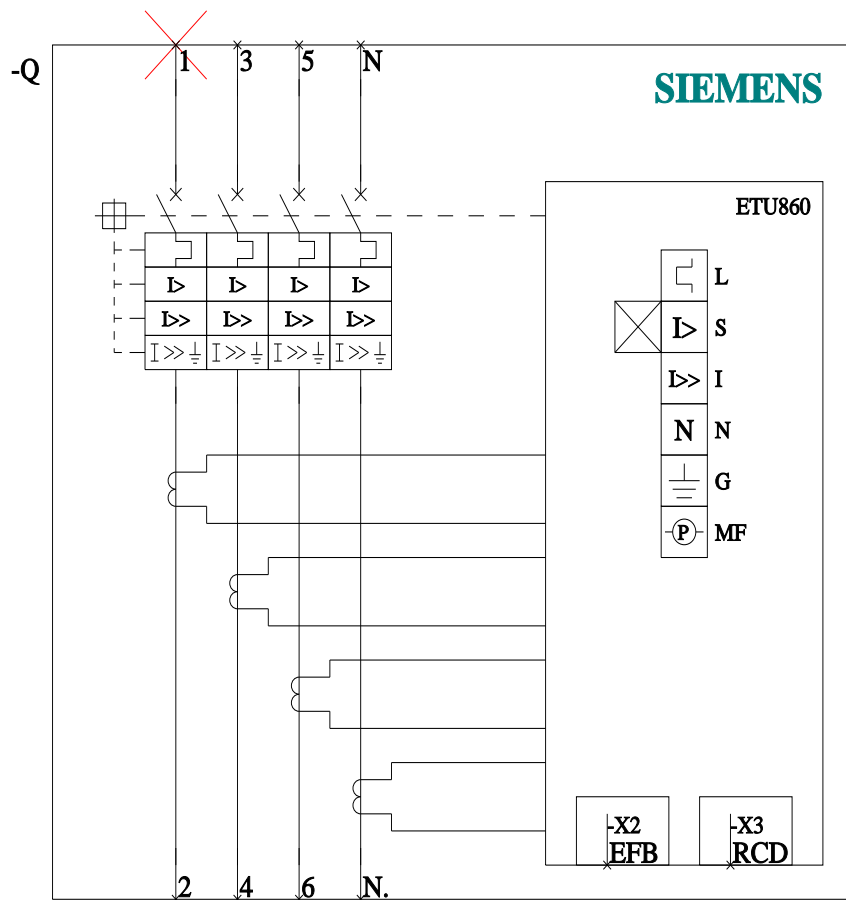 1 3 5 N
-Q
SIEMENS
ETU860
I> I> I> I>
I>> I>> I>> I>>
I>> I>> I>> I>>
L
I> S
I>> I
N N
G
P MF
-X2 -X3
EFB RCD
2 4 6 N.